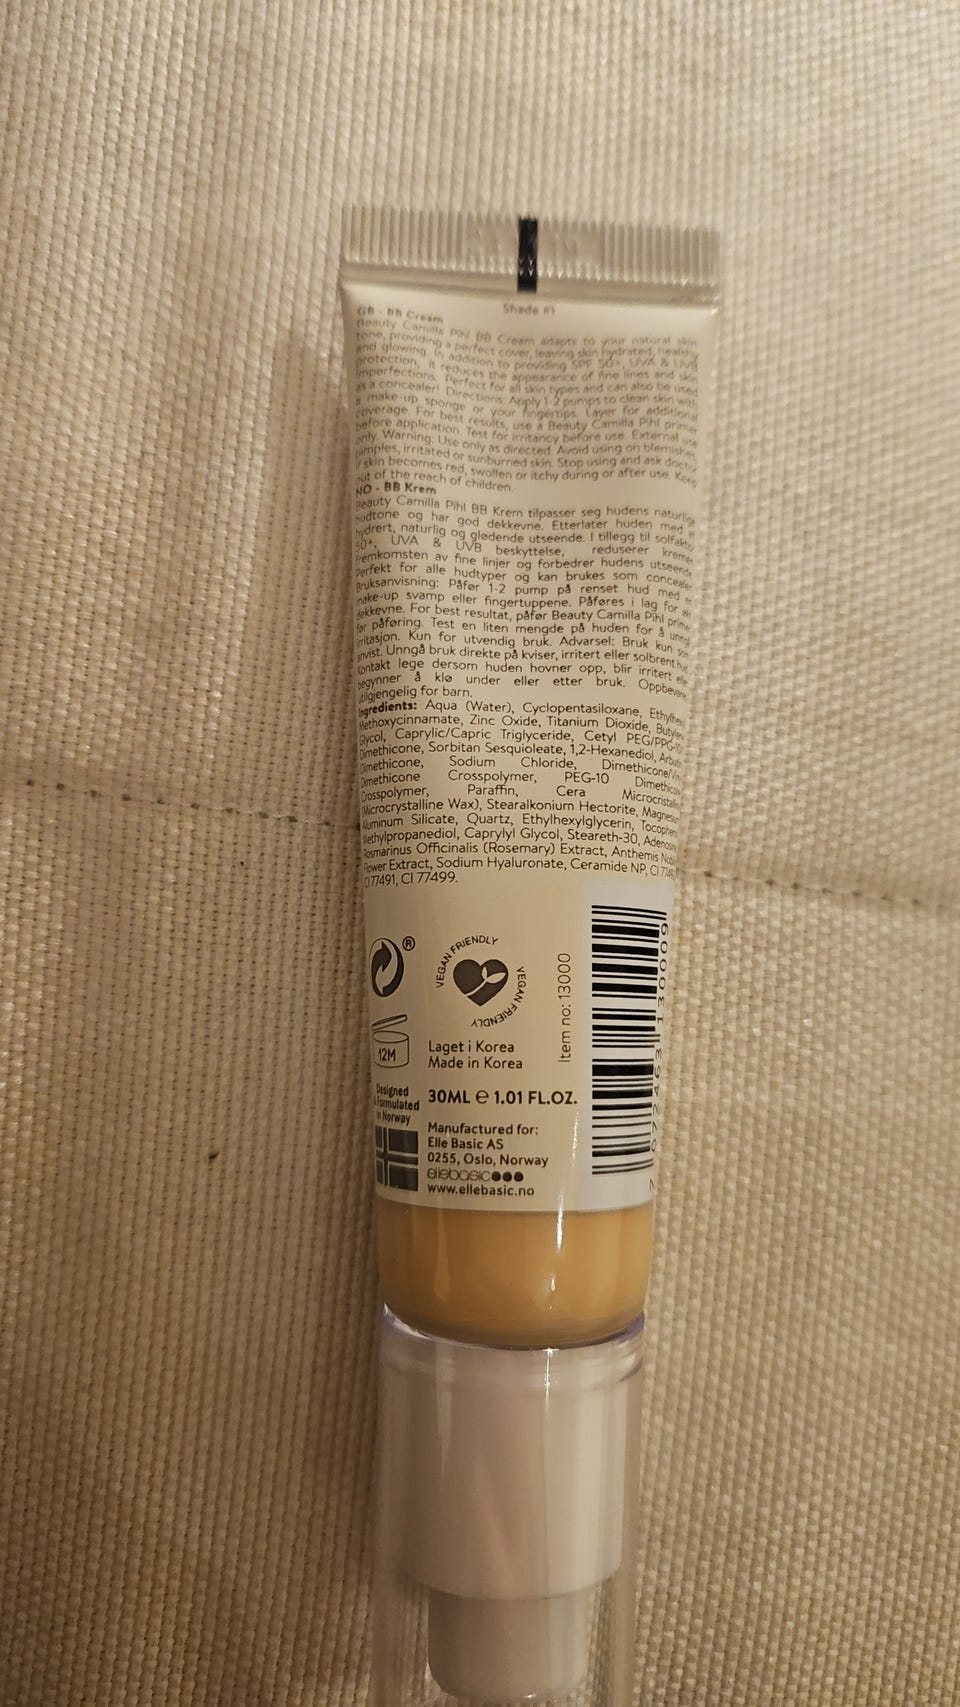 Shade #1
GB - BB Cream
Beauty Camilla Pihl BB Cream adapts to your natural skin
tone, providing a perfect cover, leaving skin hydrated, healthy
and glowing. In addition to providing SPF 50+, UVA & UVB
protection, it reduces the appearance of fine lines and skin
imperfections. Perfect for all skin types and can also be used
as a concealer! Directions: Apply 1-2 pumps to clean skin with
a make-up sponge or your fingertips. Layer for additional
coverage. For best results, use a Beauty Camilla Pihl primer
before application. Test for irritancy before use. External use
only. Warning: Use only as directed. Avoid using on blemishes,
pimples, irritated or sunburned skin. Stop using and ask doctor
if skin becomes red, swollen or itchy during or after use. Keep
out of the reach of children.
NO - BB Krem
Beauty Camilla Pihl BB Krem tilpasser seg hudens naturlige
hudtone og har god dekkevne. Etterlater huden med
hydrert, naturlig og glødende utseende. I tillegg til solfaktor
50+, UVA & UVB beskyttelse, reduserer kremen
fremkomsten av fine linjer og forbedrer hudens utseende.
Perfekt for alle hudtyper og kan brukes som concealer.
Bruksanvisning: Påfør 1-2 pump på renset hud med
make-up svamp eller fingertuppene. Påføres i lag for
dekkevne. For best resultat, påfør Beauty Camilla Pihl primer
før påføring. Test en liten mengde på huden for å unngå
irritasjon. Kun for utvendig bruk. Advarsel: Bruk kun
anvist. Unngå bruk direkte på kviser, irritert eller solbrent
Kontakt lege dersom huden hovner opp, blir irritert
begynner å klø under eller etter bruk. Oppbevares
utilgjengelig for barn.
Ingredients: Aqua (Water), Cyclopentasiloxane,
Methoxycinnamate, Zinc Oxide, Titanium Dioxide, Butylene
Glycol, Caprylic/Capric Triglyceride, Cetyl PEG/PPG-10/
Dimethicone, Sorbitan Sesquioleate, 1,2-Hexanediol,
Dimethicone, Sodium Chloride, Dimethicone/Vinyl
Dimethicone Crosspolymer, PEG-10 Dimethicone
Crosspolymer, Paraffin, Cera Microcristallina
(Microcrystalline Wax), Stearalkonium Hectorite, Magnesium
Aluminum Silicate, Quartz, Ethylhexylglycerin,
Methylpropanediol, Caprylyl Glycol, Steareth-30, Adenosine,
Rosmarinus Officinalis (Rosemary) Extract, Anthemis Nobilis
Flower Extract, Sodium Hyaluronate, Ceramide NP, CI 77492,
CI 77491, CI 77499.
®
VEGAN FRIENDLY
VEGAN FRIENDLY
12M
Laget i Korea
Made in Korea
Item no: 13000
Designed
& Formulated
in Norway
30ML ℮ 1.01 FL.OZ.
Manufactured for:
Elle Basic AS
0255, Oslo, Norway
ellebasic●●●
www.ellebasic.no